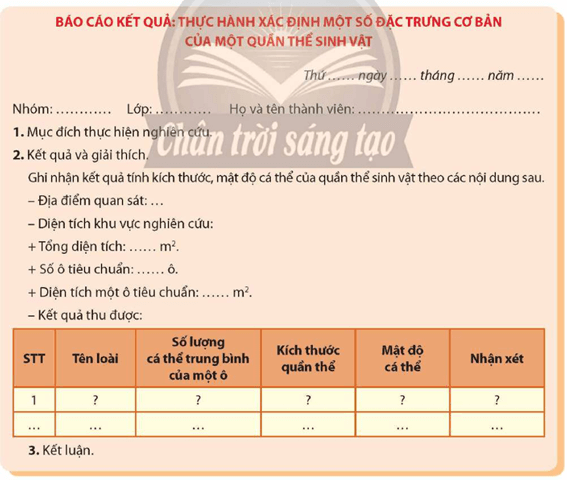 BÁO CÁO KẾT QUẢ: THỰC HÀNH XÁC ĐỊNH MỘT SỐ ĐẶC TRƯNG CƠ BẢN
CỦA MỘT QUẦN THỂ SINH VẬT
Thứ ...... ngày ...... tháng ...... năm ......
Nhóm: ............ Lớp: ............ Họ và tên thành viên: ........................................
1. Mục đích thực hiện nghiên cứu.
Chân trời sáng tạo
2. Kết quả và giải thích.
Ghi nhận kết quả tính kích thước, mật độ cá thể của quần thể sinh vật theo các nội dung sau.
– Địa điểm quan sát: ...
– Diện tích khu vực nghiên cứu:
+ Tổng diện tích: ...... m².
+ Số ô tiêu chuẩn: ...... ô.
+ Diện tích một ô tiêu chuẩn: ...... m².
– Kết quả thu được:
STT Tên loài Số lượng cá thể trung bình của một ô Kích thước quần thể Mật độ cá thể Nhận xét
1 ? ? ? ? ?
... ... ... ... ... ...
3. Kết luận.